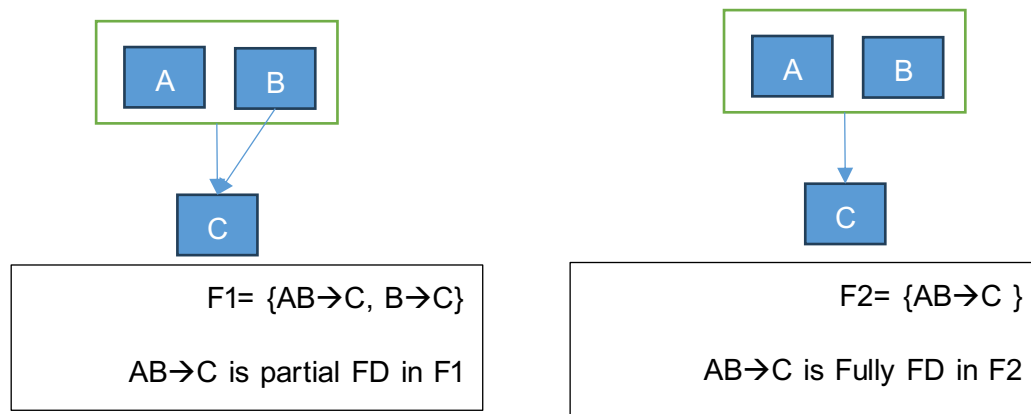 A
B
C
F1= {AB→C, B→C}
AB→C is partial FD in F1
A
B
C
F2= {AB→C }
AB→C is Fully FD in F2